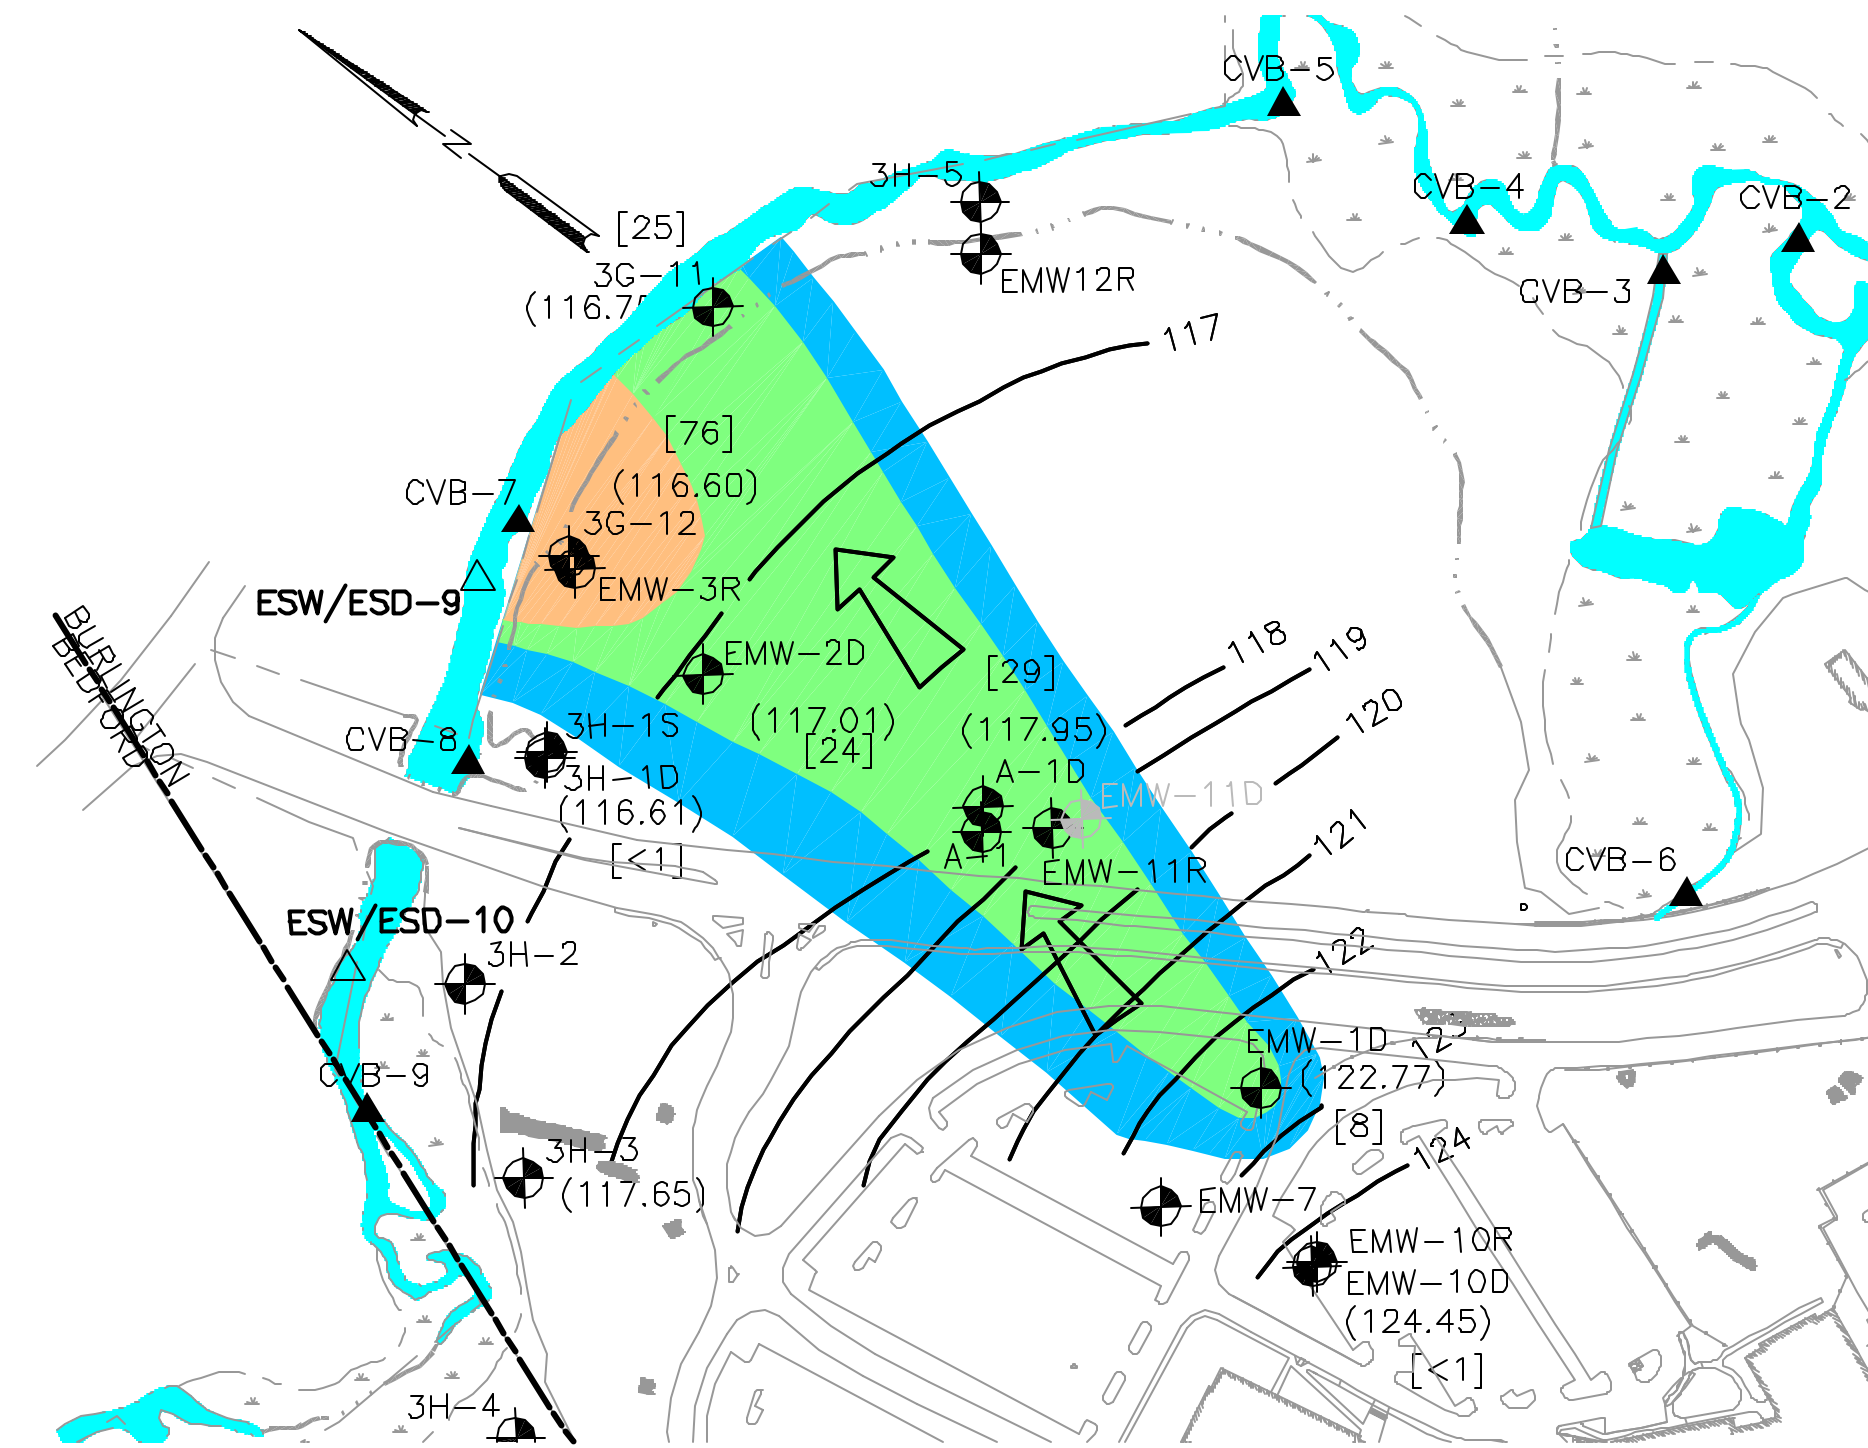 CVB-5
N
3H-5
CVB-4
CVB-2
[25]
3G-11
EMW12R
CVB-3
117
[76]
(116.60)
CVB-7
3G-12
EMW-3R
ESW/ESD-9
BURLINGTON
BEDFORD
EMW-2D
118
119
[29]
120
(117.01)
(117.95)
[24]
3H-1S
CVB-8
3H-1D
A-1D
EMW-11D
(116.61)
121
[<1]
A-1
EMW-11R
CVB-6
ESW/ESD-10
3H-2
122
EMW-1D
(122.77)
CVB-9
[8]
3H-3
124
(117.65)
EMW-7
EMW-10R
EMW-10D
(124.45)
[<1]
3H-4